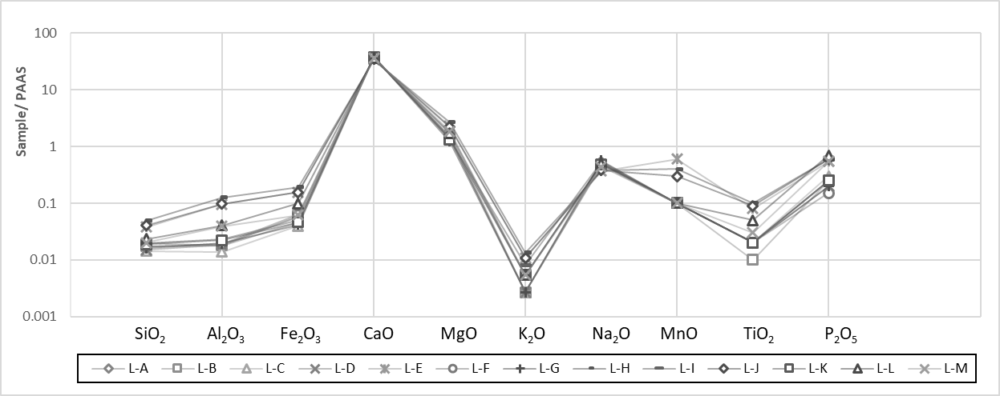 100
10
1
0.1
0.01
0.001
Sample/ PAAS
SiO₂ Al₂O₃ Fe₂O₃ CaO MgO K₂O Na₂O MnO TiO₂ P₂O₅
L-A L-B L-C L-D L-E L-F L-G L-H L-I L-J L-K L-L L-M